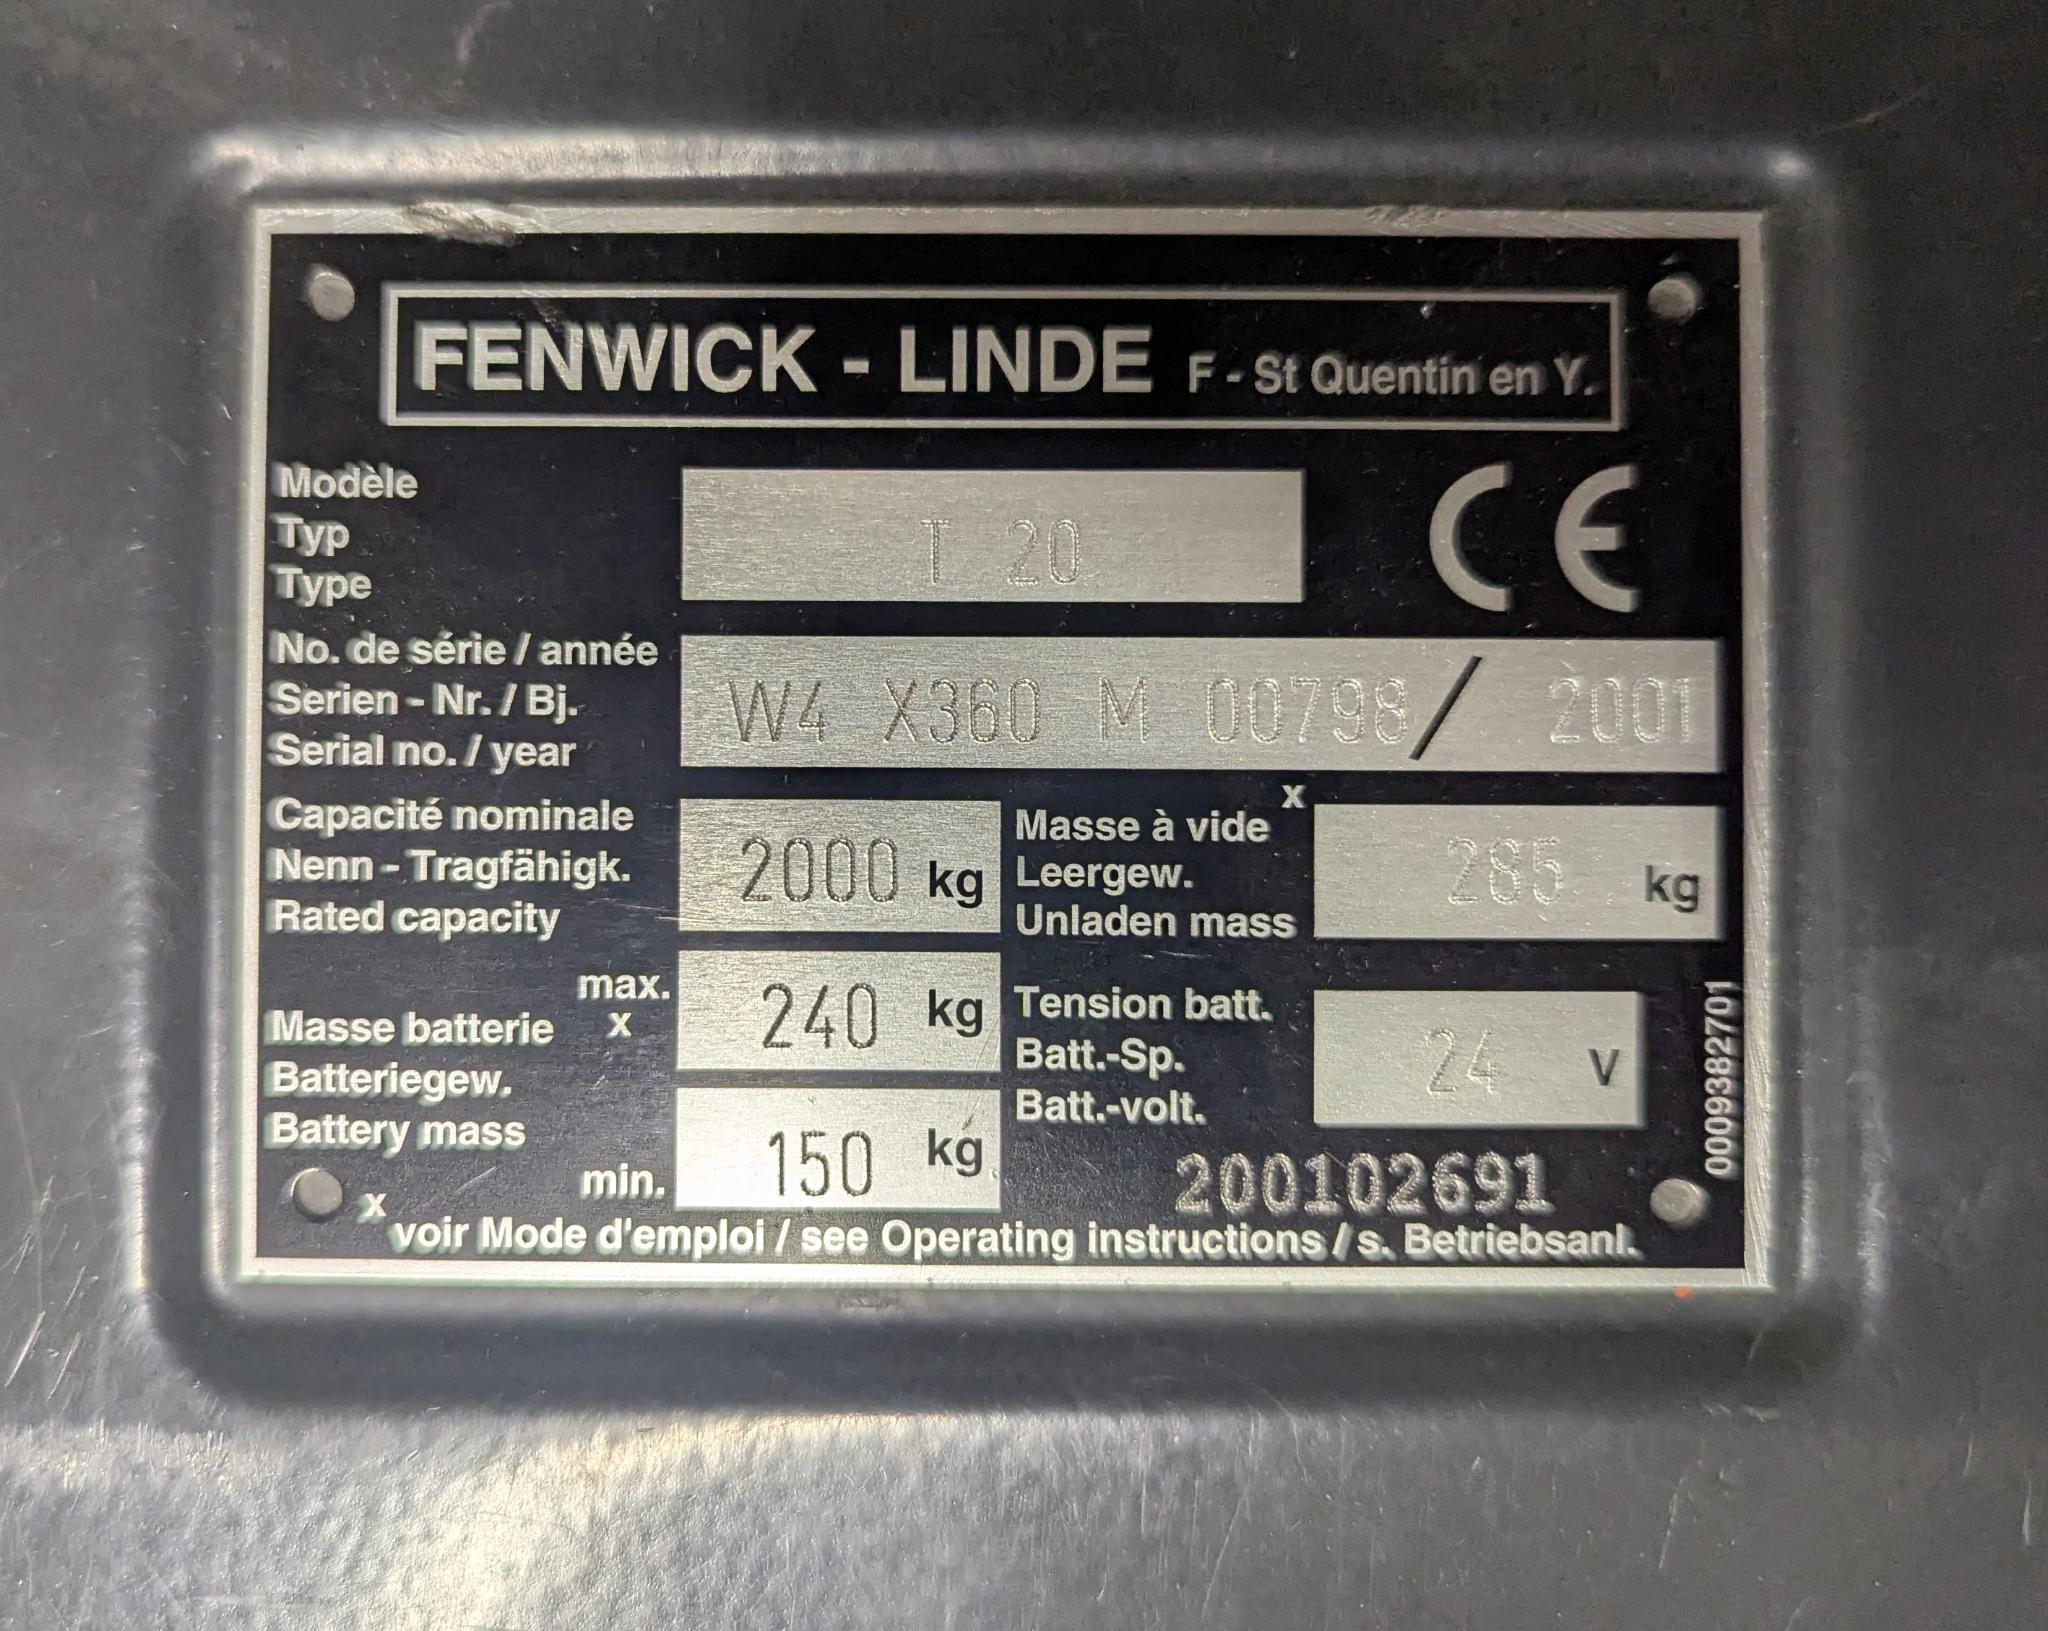 FENWICK - LINDE F - St Quentin en Y.
Modèle
Typ
Type
T 20
CE
No. de série / année
Serien - Nr. / Bj.
Serial no. / year
W4 X360 M 00798 / 2001
Capacité nominale
Nenn - Tragfähigk.
Rated capacity
2000 kg
Masse à vide x
Leergew.
Unladen mass
285 kg
Masse batterie x
Batteriegew.
Battery mass
max.
240 kg
min.
150 kg
Tension batt.
Batt.-Sp.
Batt.-volt.
24 V
0009382701
200102691
x voir Mode d'emploi / see Operating instructions / s. Betriebsanl.